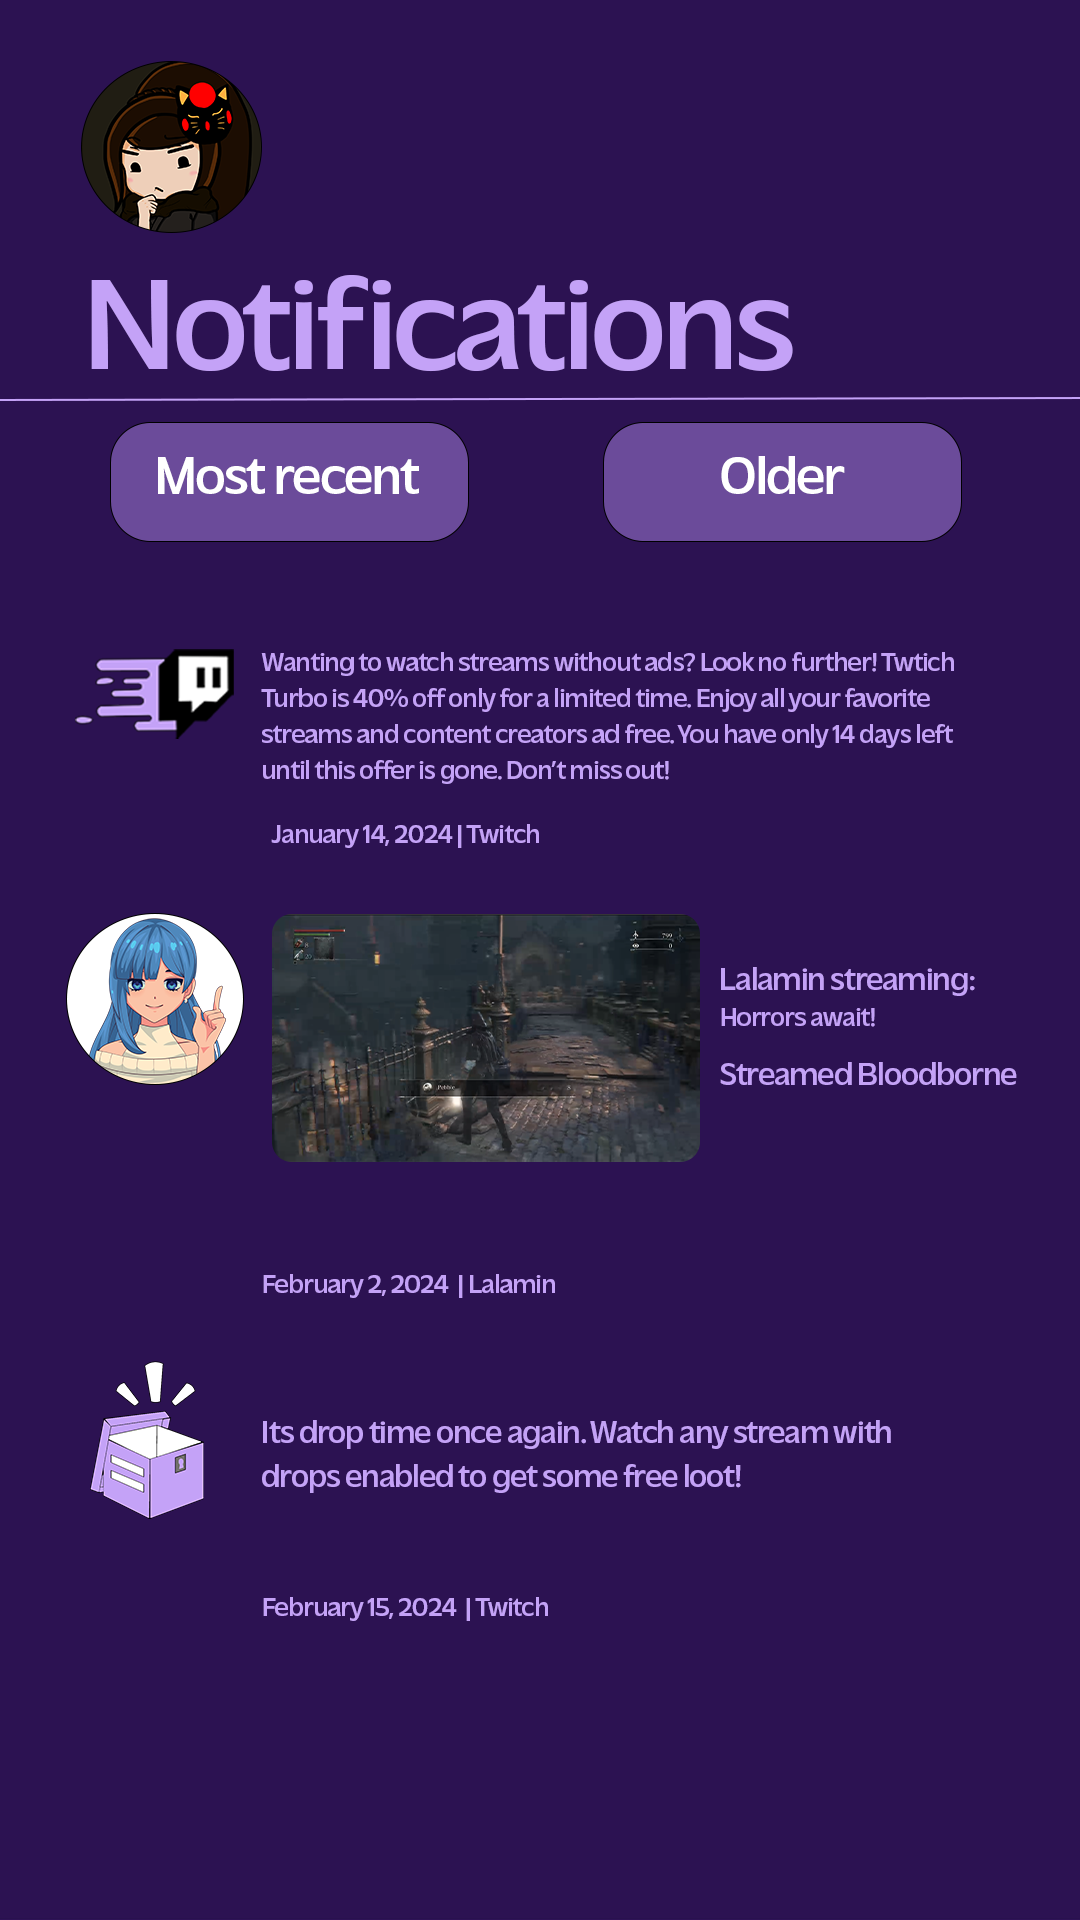 Notifications
Most recent
Older
Wanting to watch streams without ads? Look no further! Twtich
Turbo is 40% off only for a limited time. Enjoy all your favorite
streams and content creators ad free. You have only 14 days left
until this offer is gone. Don’t miss out!
January 14, 2024 | Twitch
799
0
Pebble
Lalamin streaming:
Horrors await!
Streamed Bloodborne
February 2, 2024 | Lalamin
Its drop time once again. Watch any stream with
drops enabled to get some free loot!
February 15, 2024 | Twitch